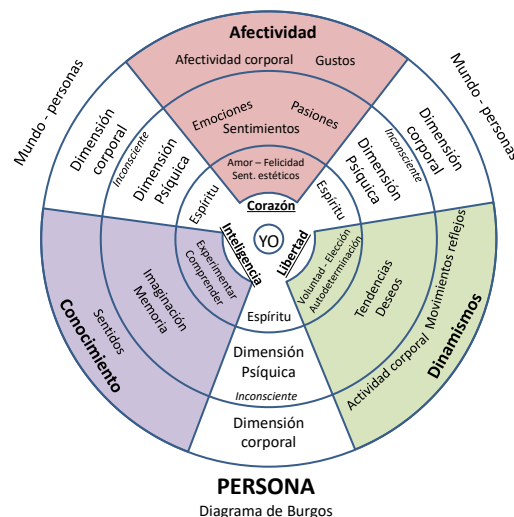 Afectividad
Afectividad corporal Gustos
Mundo - personas
Mundo - personas
Dimensión
corporal
Inconsciente
Dimensión
Psíquica
Espíritu
Emociones
Pasiones
Sentimientos
Amor – Felicidad
Sent. estéticos
Corazón
Dimensión
corporal
Inconsciente
Dimensión
Psíquica
Espíritu
YO
Inteligencia
Experimentar
Comprender
Imaginación
Memoria
Sentidos
Conocimiento
Libertad
Voluntad - Elección
Autodeterminación
Tendencias
Deseos
Actividad corporal/ Movimientos reflejos
Dinamismos
Espíritu
Dimensión
Psíquica
Inconsciente
Dimensión
corporal
PERSONA
Diagrama de Burgos